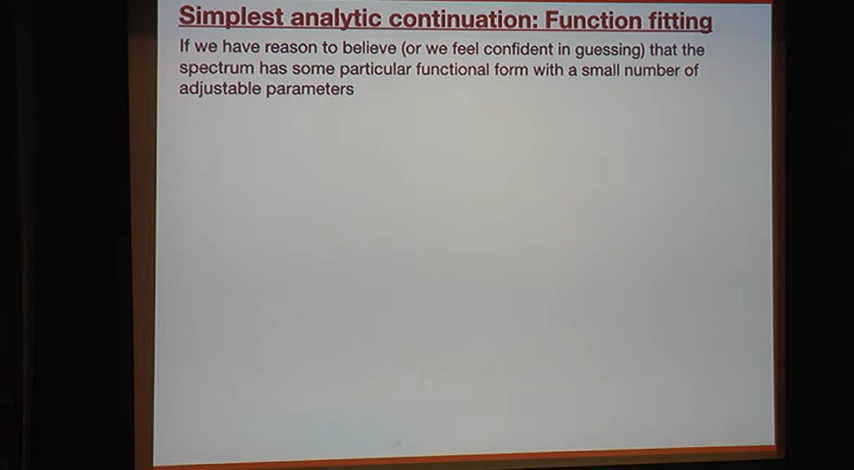 Simplest analytic continuation: Function fitting
If we have reason to believe (or we feel confident in guessing) that the
spectrum has some particular functional form with a small number of
adjustable parameters